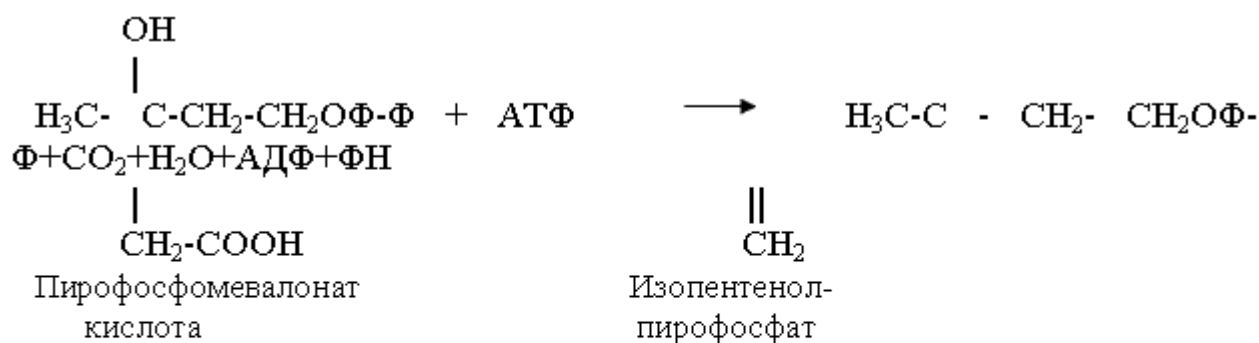 OH
|
H₃C- C-CH₂-CH₂OФ-Ф + АТФ ⟶ H₃C-C - CH₂- CH₂OФ-
Ф+CO₂+H₂O+АДФ+ФН
| ||
CH₂-COOH CH₂
Пирофосфомевалонат Изопентенол-
кислота пирофосфат